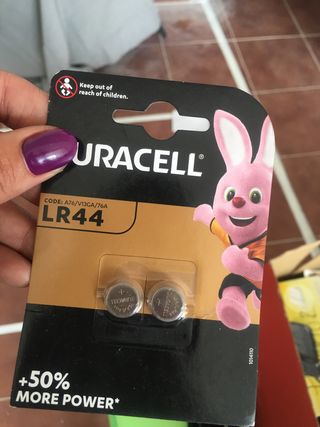 Keep out of
reach of children.
URACELL®
CODE: A76/V13GA/76A
LR44
+50%
MORE POWER*